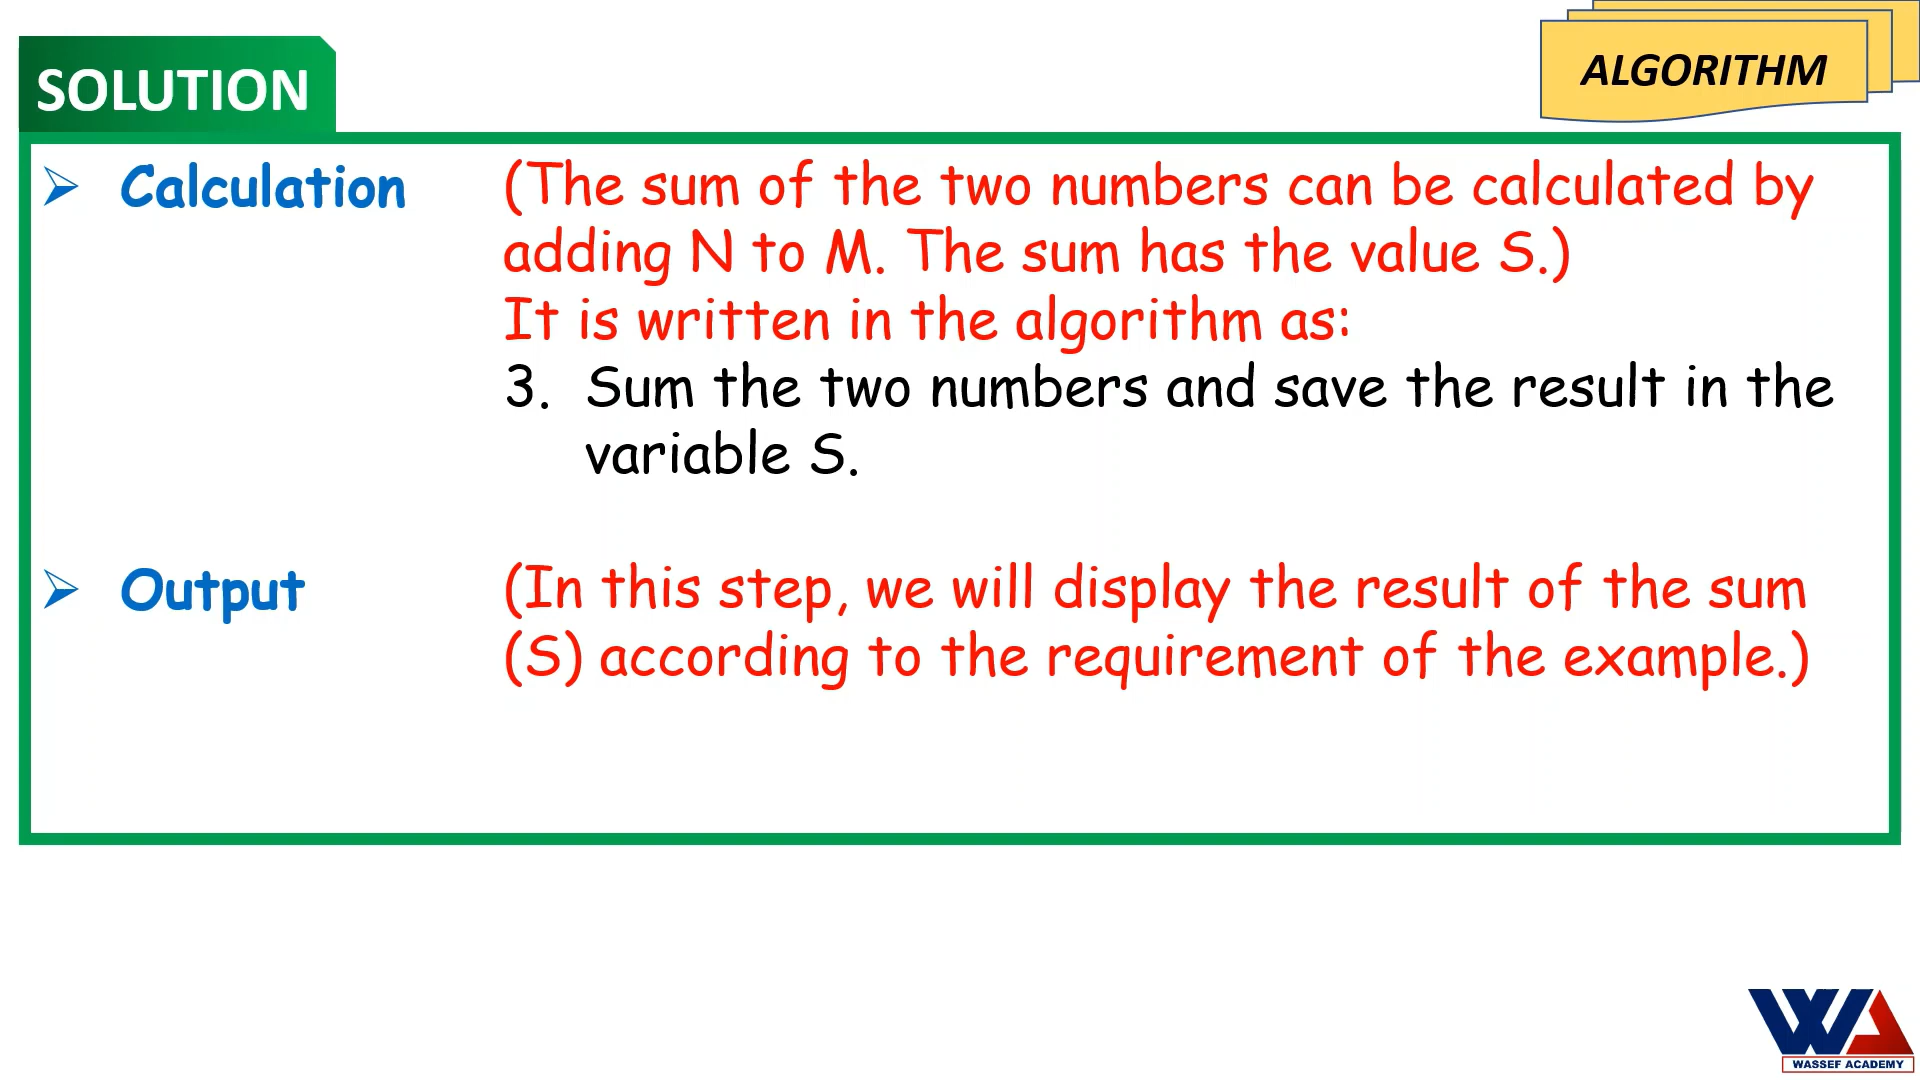 ALGORITHM
SOLUTION
➢ Calculation (The sum of the two numbers can be calculated by
adding N to M. The sum has the value S.)
It is written in the algorithm as:
3. Sum the two numbers and save the result in the
variable S.
➢ Output (In this step, we will display the result of the sum
(S) according to the requirement of the example.)
WA
WASSEF ACADEMY